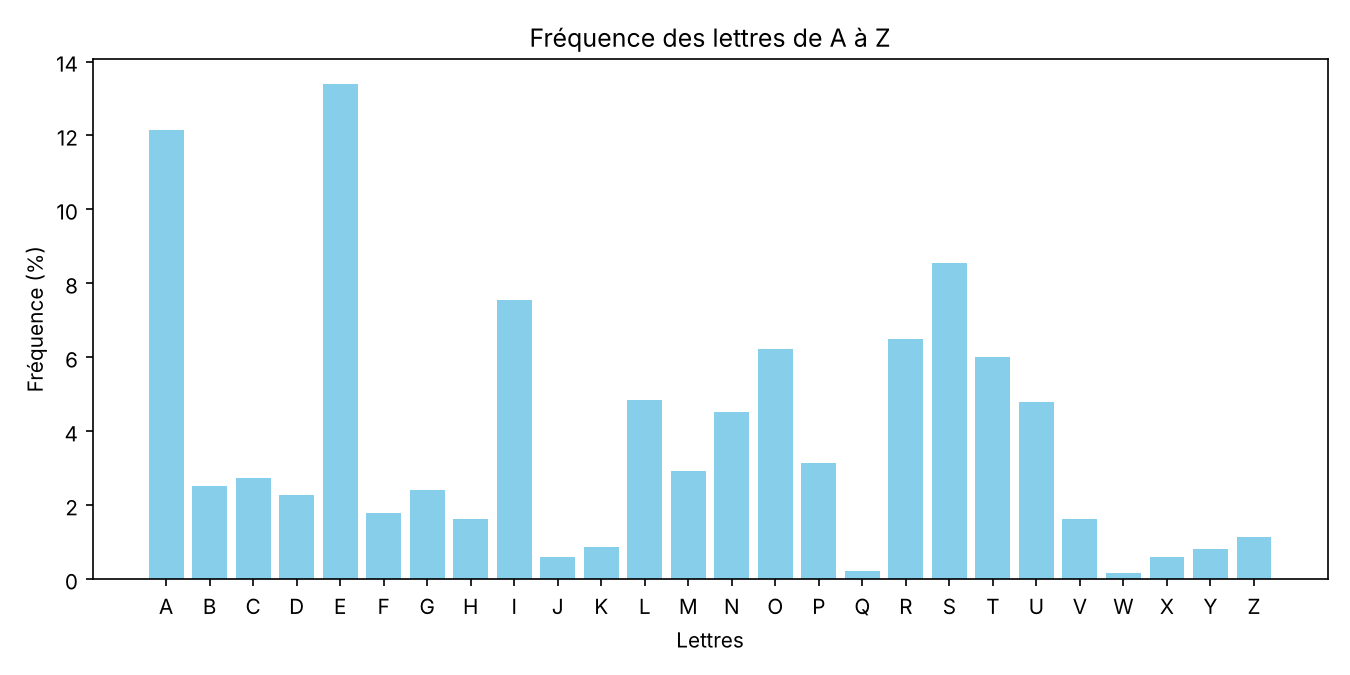 Fréquence des lettres de A à Z
Fréquence (%)
14
12
10
8
6
4
2
0
A B C D E F G H I J K L M N O P Q R S T U V W X Y Z
Lettres